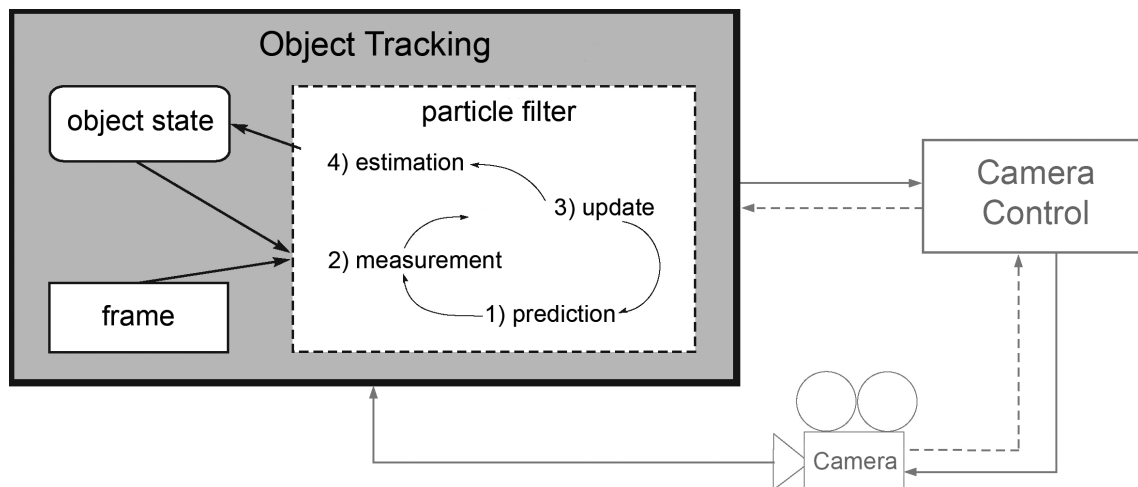 Object Tracking
object state
particle filter
4) estimation
3) update
2) measurement
1) prediction
frame
Camera
Control
Camera